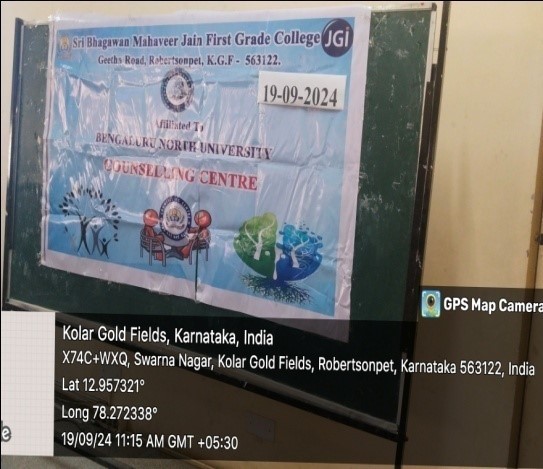 Sri Bhagawan Mahaveer Jain First Grade College
JGi
Geetha Road, Robertsonpet, K.G.F - 563122.
19-09-2024
Affiliated To
BENGALURU NORTH UNIVERSITY
COUNSELLING CENTRE
GPS Map Camera
Kolar Gold Fields, Karnataka, India
X74C+WXQ, Swarna Nagar, Kolar Gold Fields, Robertsonpet, Karnataka 563122, India
Lat 12.957321°
Long 78.272338°
19/09/24 11:15 AM GMT +05:30